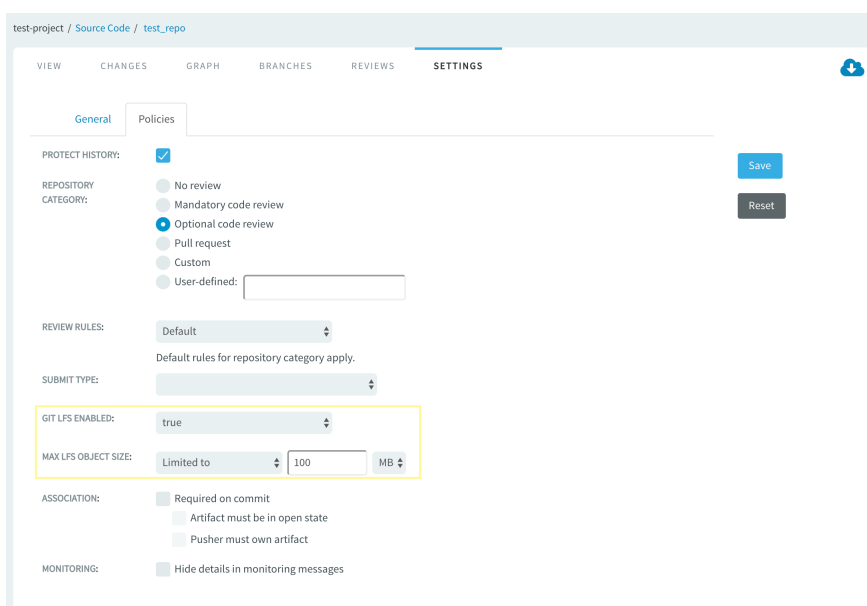 test-project / Source Code / test_repo
VIEW CHANGES GRAPH BRANCHES REVIEWS SETTINGS
General Policies
PROTECT HISTORY:
Save
REPOSITORY CATEGORY:
No review
Mandatory code review
Reset
Optional code review
Pull request
Custom
User-defined:
REVIEW RULES: Default
Default rules for repository category apply.
SUBMIT TYPE:
GIT LFS ENABLED: true
MAX LFS OBJECT SIZE: Limited to 100 MB
ASSOCIATION: Required on commit
Artifact must be in open state
Pusher must own artifact
MONITORING: Hide details in monitoring messages